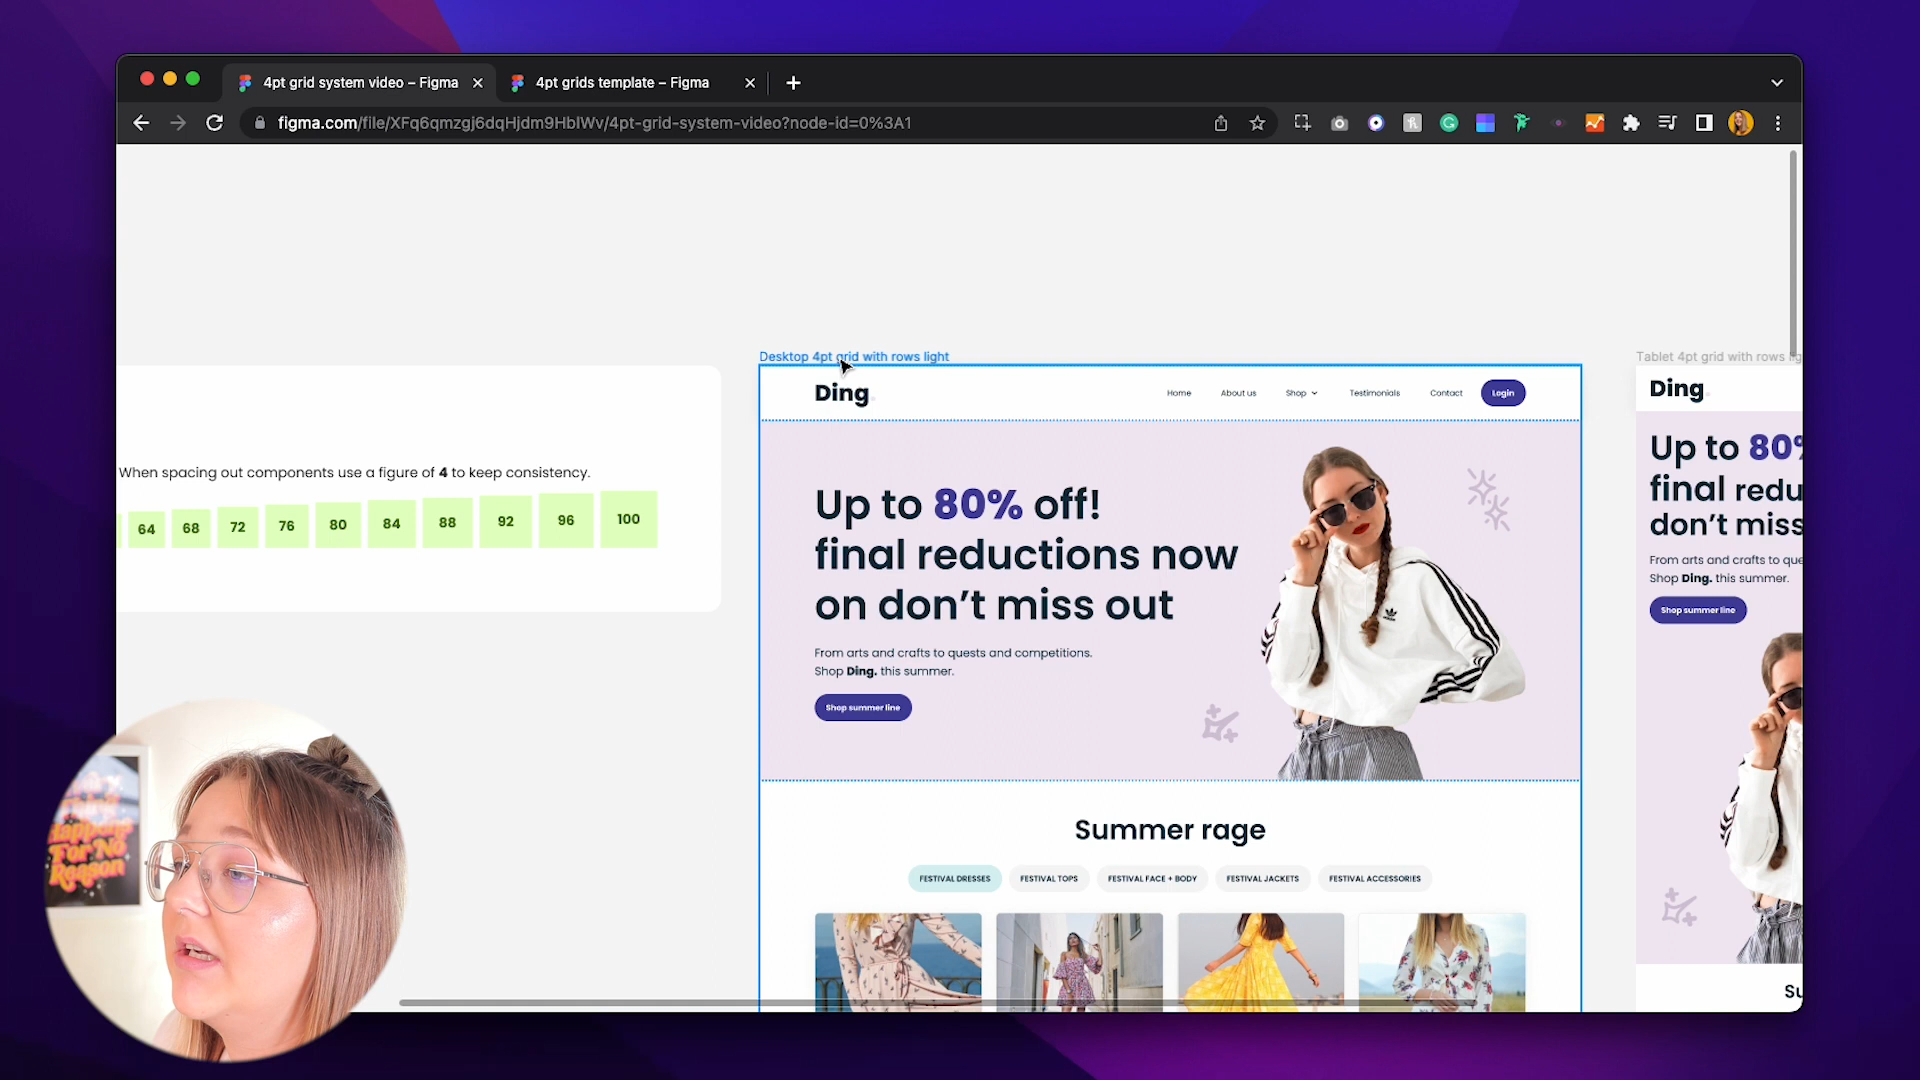 4pt grid system video – Figma
4pt grids template – Figma
figma.com/file/XFq6qmzgj6dqHjdm9HblWv/4pt-grid-system-video?node-id=0%3A1
Desktop 4pt grid with rows light
Tablet 4pt grid with rows lig
When spacing out components use a figure of 4 to keep consistency.
64 68 72 76 80 84 88 92 96 100
Ding.
Home About us Shop Testimonials Contact Login
Up to 80% off!
final reductions now
on don’t miss out
From arts and crafts to quests and competitions.
Shop Ding. this summer.
Shop summer line
Summer rage
FESTIVAL DRESSES FESTIVAL TOPS FESTIVAL FACE + BODY FESTIVAL JACKETS FESTIVAL ACCESSORIES
Ding.
Up to 80%
final redu
don’t miss
From arts and crafts to que
Shop Ding. this summer.
Shop summer line
Su
Happens
For No
Reason